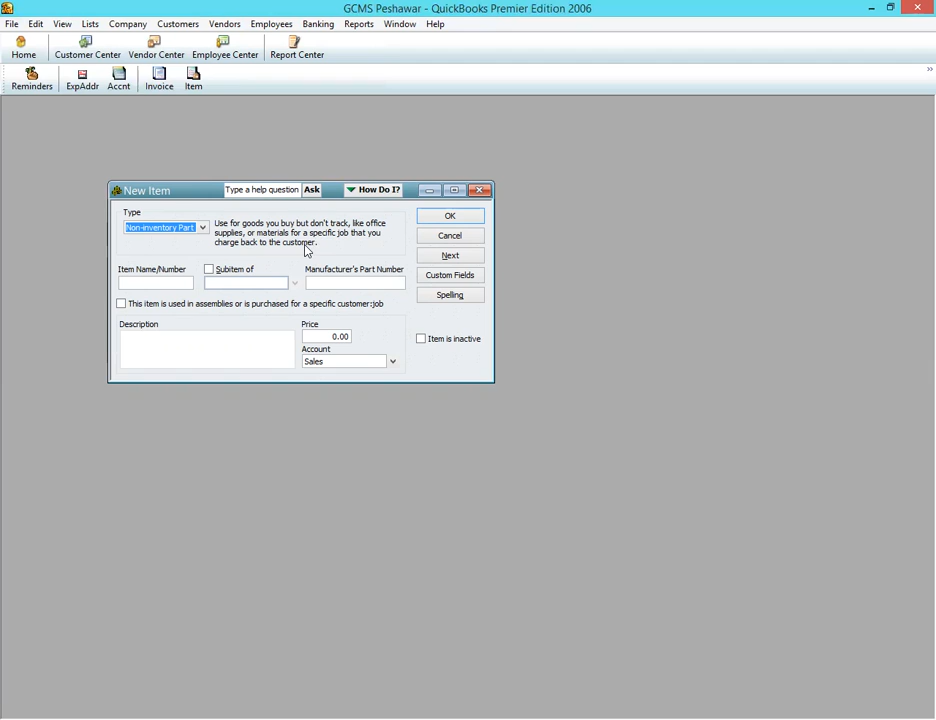 GCMS Peshawar - QuickBooks Premier Edition 2006
File Edit View Lists Company Customers Vendors Employees Banking Reports Window Help
Home Customer Center Vendor Center Employee Center Report Center
Reminders ExpAddr Accnt Invoice Item
New Item Type a help question Ask How Do I?
Type
Non-inventory Part
Use for goods you buy but don't track, like office
supplies, or materials for a specific job that you
charge back to the customer.
OK
Cancel
Next
Custom Fields
Spelling
Item Name/Number Subitem of Manufacturer's Part Number
This item is used in assemblies or is purchased for a specific customer:job
Description Price
0.00
Account
Sales
Item is inactive